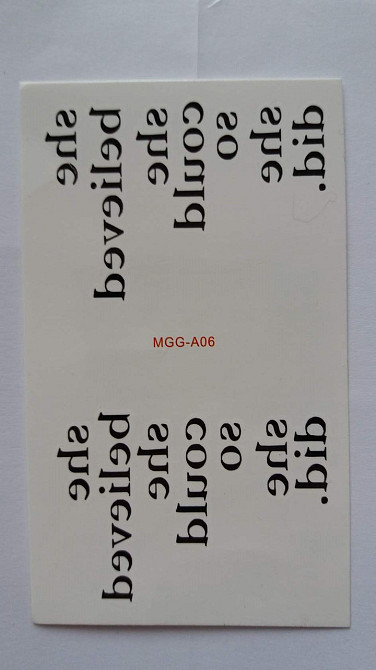 she
believed
she
could
so
she
did.
MGG-A06
she
believed
she
could
so
she
did.